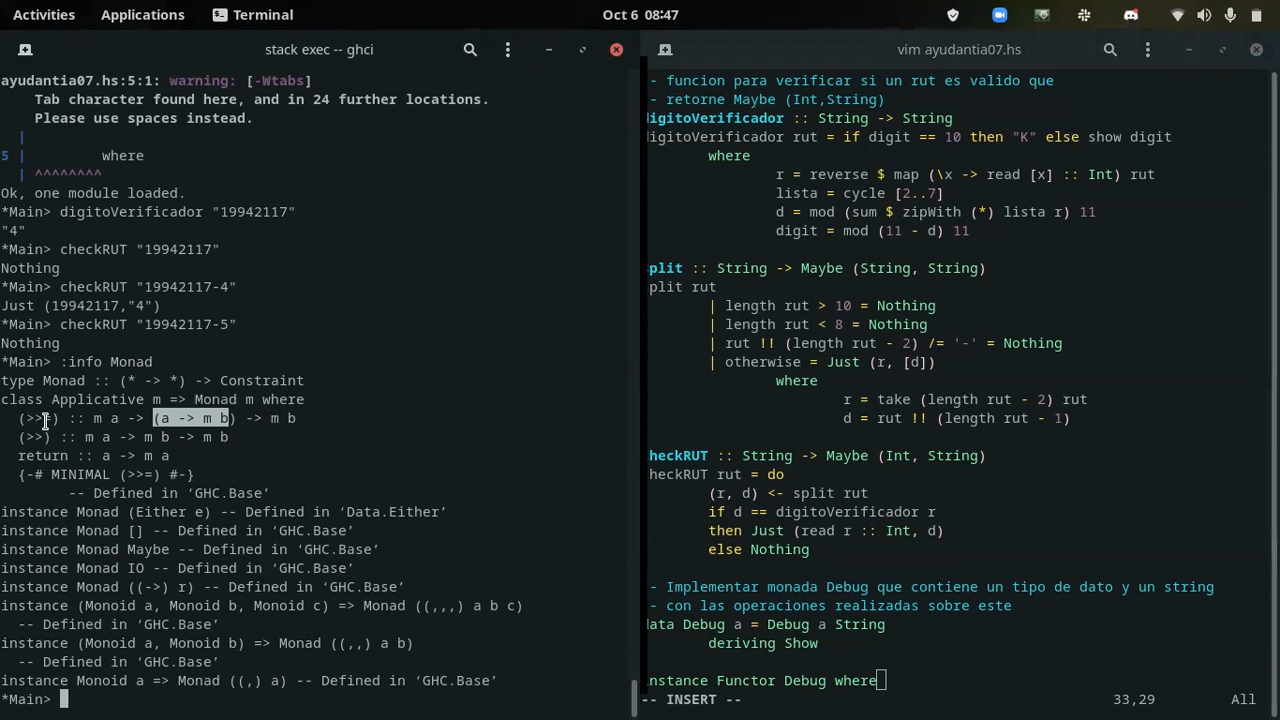 Activities Applications Terminal Oct 6 08:47
stack exec -- ghci
ayudantia07.hs:5:1: warning: [-Wtabs]
Tab character found here, and in 24 further locations.
Please use spaces instead.
|
5 | where
| ^^^^^^^^
Ok, one module loaded.
*Main> digitoVerificador "19942117"
"4"
*Main> checkRUT "19942117"
Nothing
*Main> checkRUT "19942117-4"
Just (19942117,"4")
*Main> checkRUT "19942117-5"
Nothing
*Main> :info Monad
type Monad :: (* -> *) -> Constraint
class Applicative m => Monad m where
(>>=) :: m a -> (a -> m b) -> m b
(>>) :: m a -> m b -> m b
return :: a -> m a
{-# MINIMAL (>>=) #-}
-- Defined in ‘GHC.Base’
instance Monad (Either e) -- Defined in ‘Data.Either’
instance Monad [] -- Defined in ‘GHC.Base’
instance Monad Maybe -- Defined in ‘GHC.Base’
instance Monad IO -- Defined in ‘GHC.Base’
instance Monad ((->) r) -- Defined in ‘GHC.Base’
instance (Monoid a, Monoid b, Monoid c) => Monad ((,,,) a b c)
-- Defined in ‘GHC.Base’
instance (Monoid a, Monoid b) => Monad ((,,) a b)
-- Defined in ‘GHC.Base’
instance Monoid a => Monad ((,) a) -- Defined in ‘GHC.Base’
*Main>
vim ayudantia07.hs
- funcion para verificar si un rut es valido que
- retorne Maybe (Int,String)
digitoVerificador :: String -> String
digitoVerificador rut = if digit == 10 then "K" else show digit
where
r = reverse $ map (\x -> read [x] :: Int) rut
lista = cycle [2..7]
d = mod (sum $ zipWith (*) lista r) 11
digit = mod (11 - d) 11
split :: String -> Maybe (String, String)
split rut
| length rut > 10 = Nothing
| length rut < 8 = Nothing
| rut !! (length rut - 2) /= '-' = Nothing
| otherwise = Just (r, [d])
where
r = take (length rut - 2) rut
d = rut !! (length rut - 1)
checkRUT :: String -> Maybe (Int, String)
checkRUT rut = do
(r, d) <- split rut
if d == digitoVerificador r
then Just (read r :: Int, d)
else Nothing
- Implementar monada Debug que contiene un tipo de dato y un string
- con las operaciones realizadas sobre este
data Debug a = Debug a String
deriving Show
instance Functor Debug where
-- INSERT -- 33,29 All